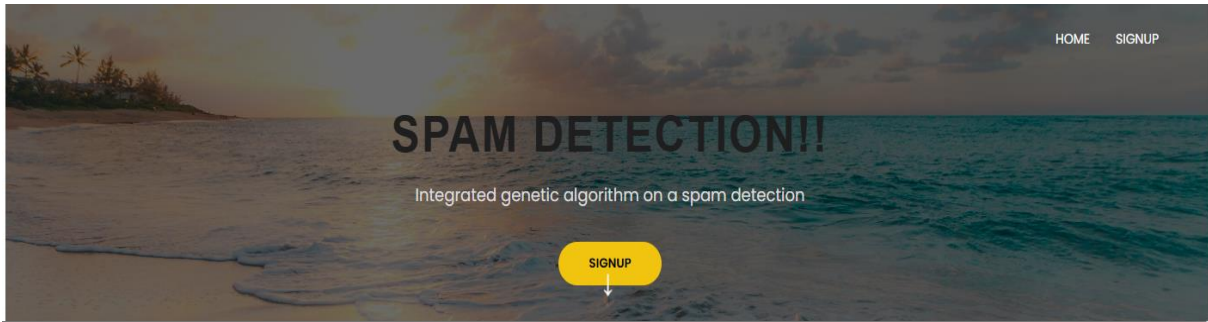 HOME SIGNUP
SPAM DETECTION!!
Integrated genetic algorithm on a spam detection
SIGNUP